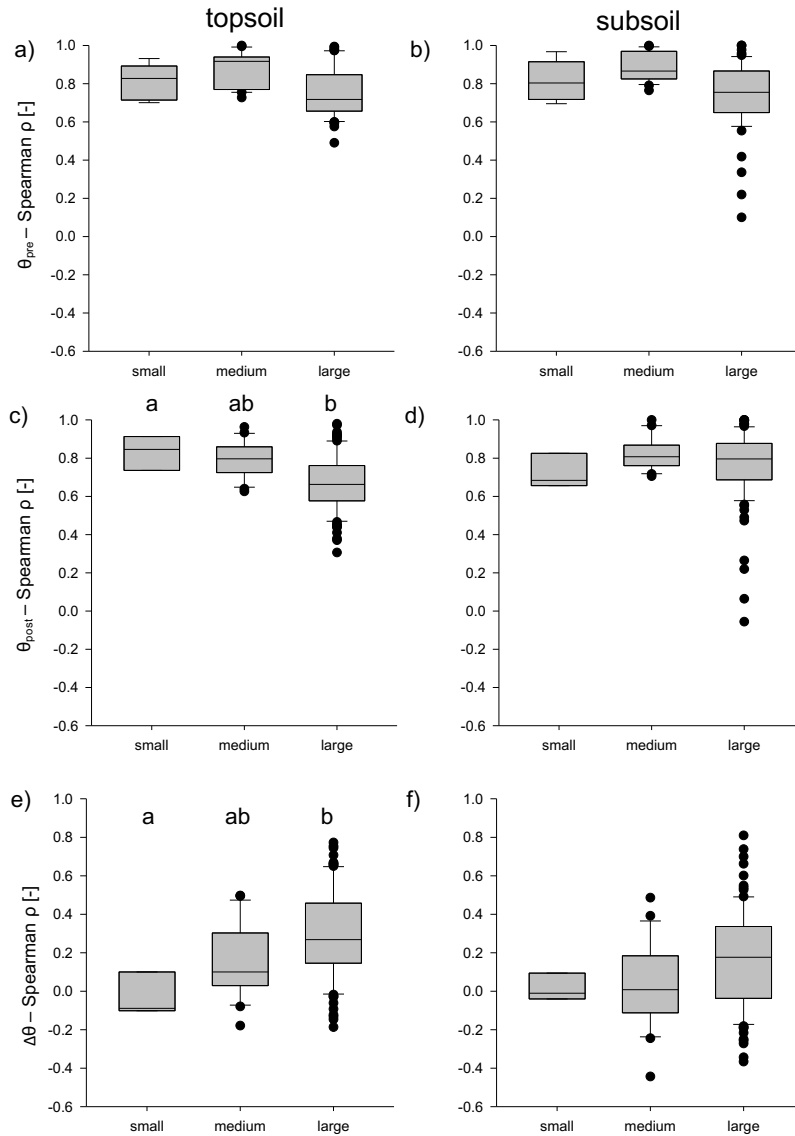 topsoil
subsoil
a)
θpre – Spearman ρ [-]
1.0
0.8
0.6
0.4
0.2
0.0
-0.2
-0.4
-0.6
small medium large
b)
1.0
0.8
0.6
0.4
0.2
0.0
-0.2
-0.4
-0.6
small medium large
c)
a ab b
θpost – Spearman ρ [-]
1.0
0.8
0.6
0.4
0.2
0.0
-0.2
-0.4
-0.6
small medium large
d)
1.0
0.8
0.6
0.4
0.2
0.0
-0.2
-0.4
-0.6
small medium large
e)
a ab b
Δθ – Spearman ρ [-]
1.0
0.8
0.6
0.4
0.2
0.0
-0.2
-0.4
-0.6
small medium large
f)
1.0
0.8
0.6
0.4
0.2
0.0
-0.2
-0.4
-0.6
small medium large